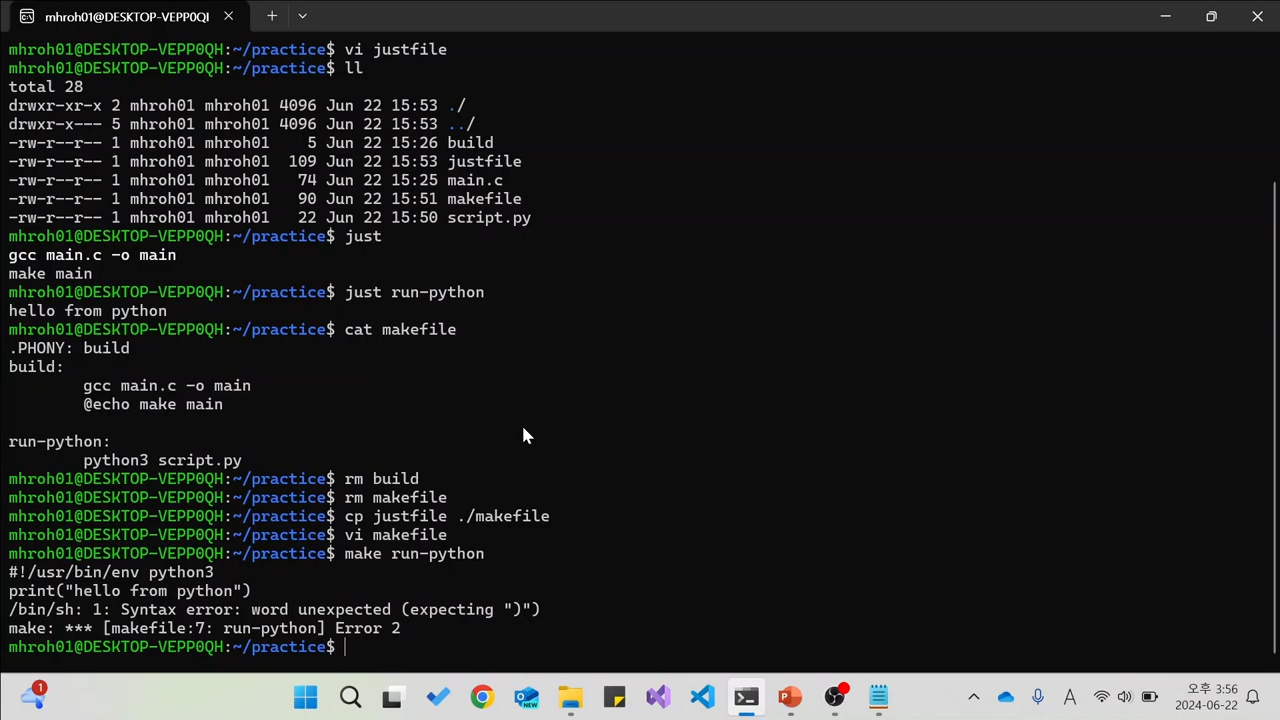 mhroh01@DESKTOP-VEPP0QI
mhroh01@DESKTOP-VEPP0QH:~/practice$ vi justfile
mhroh01@DESKTOP-VEPP0QH:~/practice$ ll
total 28
drwxr-xr-x 2 mhroh01 mhroh01 4096 Jun 22 15:53 ./
drwxr-x--- 5 mhroh01 mhroh01 4096 Jun 22 15:53 ../
-rw-r--r-- 1 mhroh01 mhroh01    5 Jun 22 15:26 build
-rw-r--r-- 1 mhroh01 mhroh01  109 Jun 22 15:53 justfile
-rw-r--r-- 1 mhroh01 mhroh01   74 Jun 22 15:25 main.c
-rw-r--r-- 1 mhroh01 mhroh01   90 Jun 22 15:51 makefile
-rw-r--r-- 1 mhroh01 mhroh01   22 Jun 22 15:50 script.py
mhroh01@DESKTOP-VEPP0QH:~/practice$ just
gcc main.c -o main
make main
mhroh01@DESKTOP-VEPP0QH:~/practice$ just run-python
hello from python
mhroh01@DESKTOP-VEPP0QH:~/practice$ cat makefile
.PHONY: build
build:
        gcc main.c -o main
        @echo make main
run-python:
        python3 script.py
mhroh01@DESKTOP-VEPP0QH:~/practice$ rm build
mhroh01@DESKTOP-VEPP0QH:~/practice$ rm makefile
mhroh01@DESKTOP-VEPP0QH:~/practice$ cp justfile ./makefile
mhroh01@DESKTOP-VEPP0QH:~/practice$ vi makefile
mhroh01@DESKTOP-VEPP0QH:~/practice$ make run-python
#!/usr/bin/env python3
print("hello from python")
/bin/sh: 1: Syntax error: word unexpected (expecting ")")
make: *** [makefile:7: run-python] Error 2
mhroh01@DESKTOP-VEPP0QH:~/practice$
1
NEW
A
오후 3:56
2024-06-22